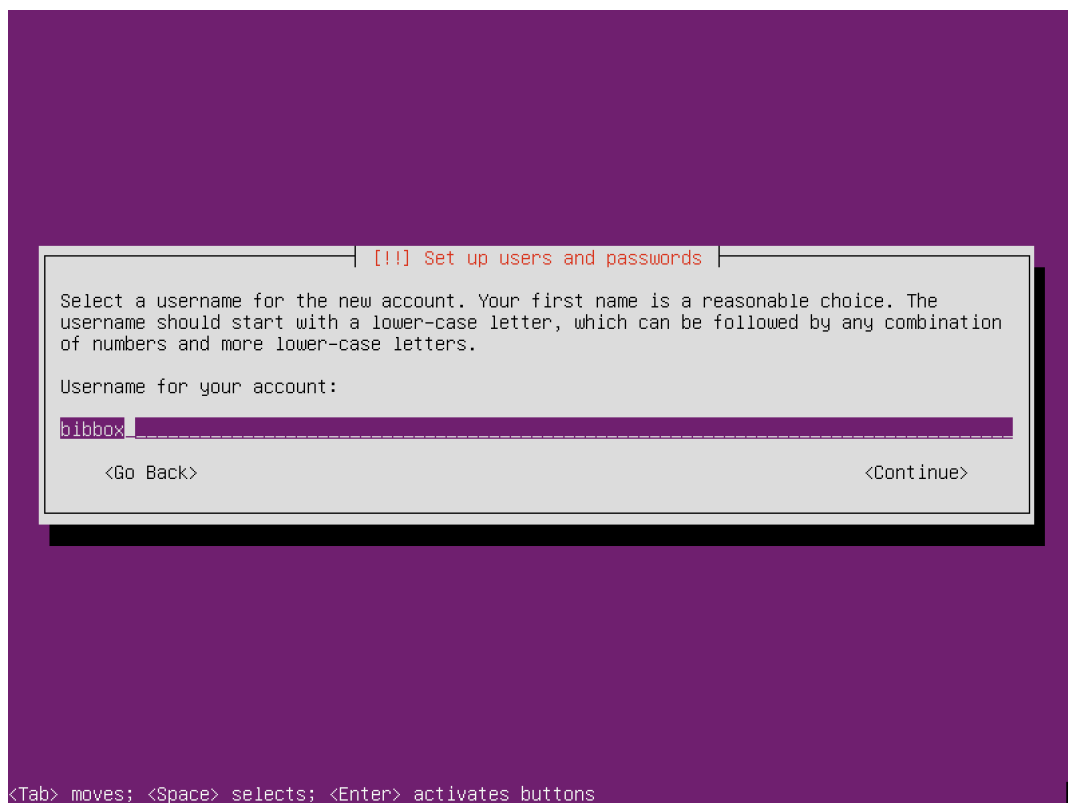 [!!] Set up users and passwords
Select a username for the new account. Your first name is a reasonable choice. The
username should start with a lower-case letter, which can be followed by any combination
of numbers and more lower-case letters.
Username for your account:
bibbox
<Go Back> <Continue>
<Tab> moves; <Space> selects; <Enter> activates buttons